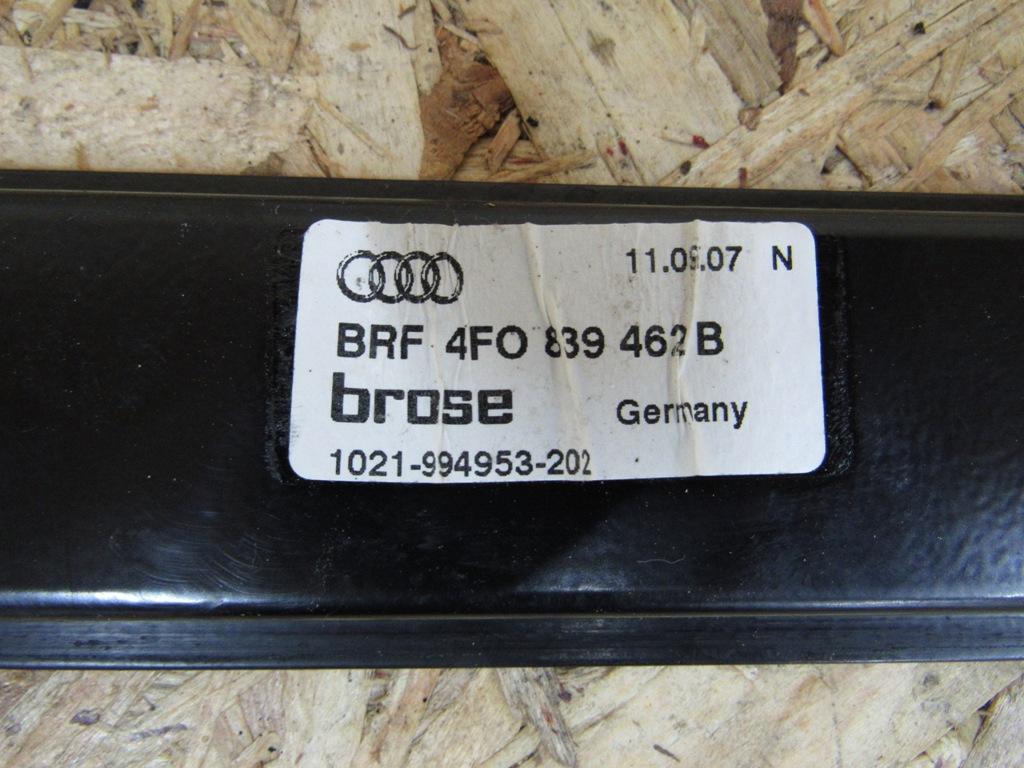 11.09.07 N
BRF 4FO 839 462 B
brose Germany
1021-994953-202